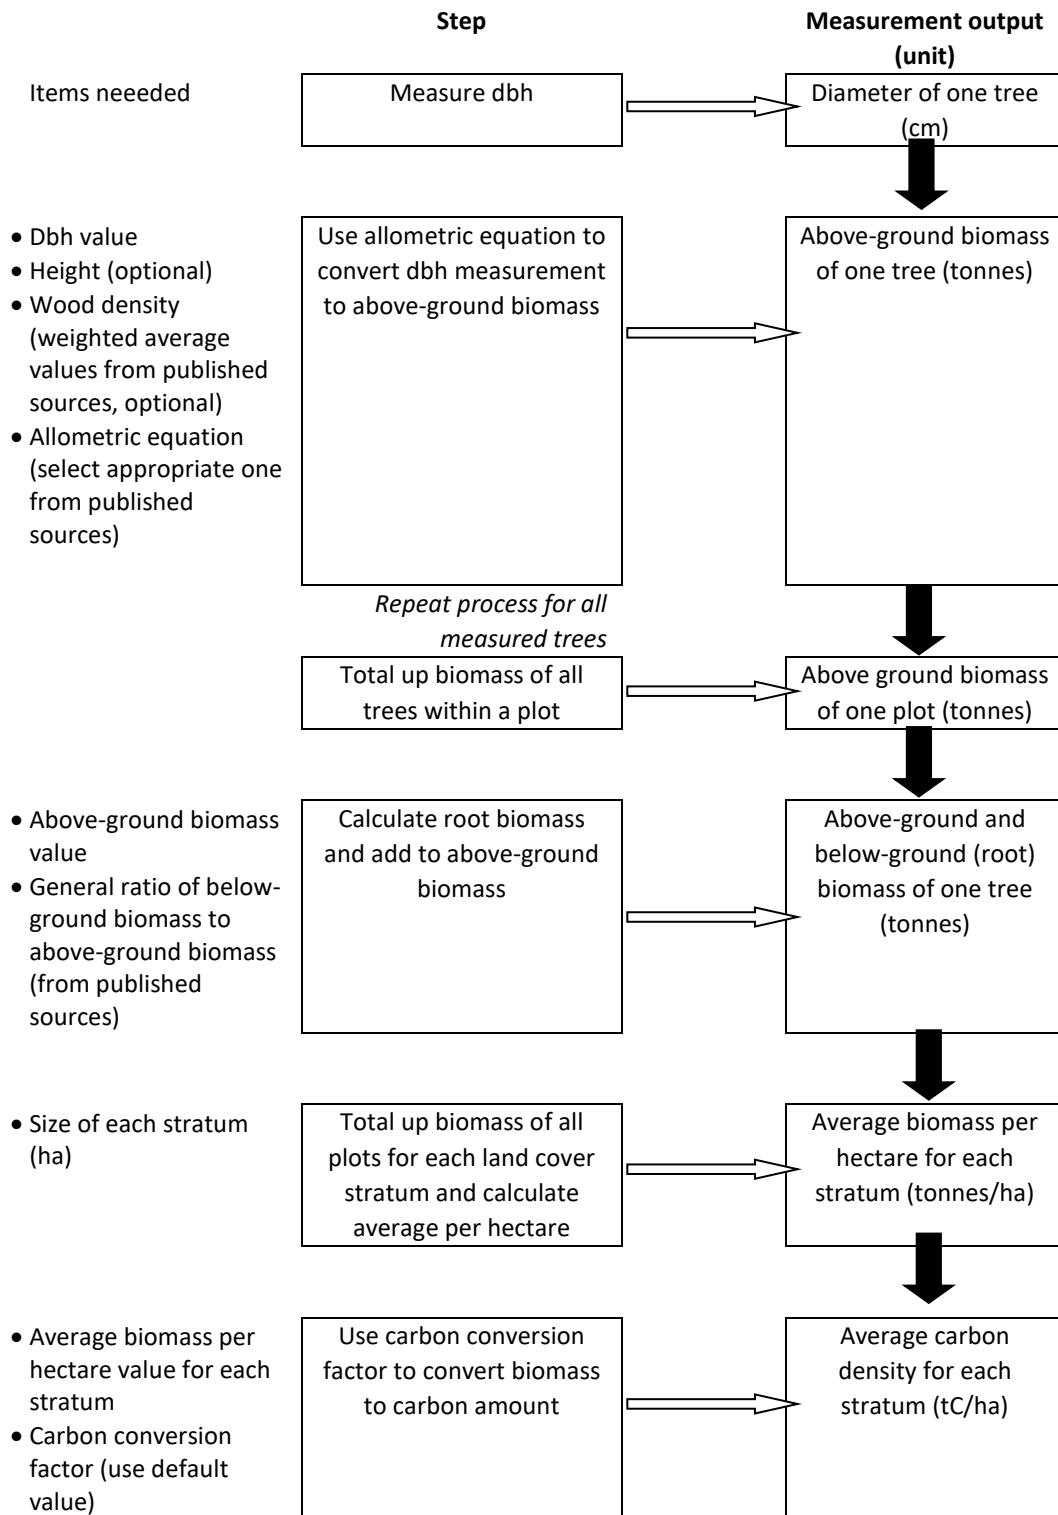 Step
Measurement output
(unit)
Items neeeded
Measure dbh
Diameter of one tree
(cm)
• Dbh value
• Height (optional)
• Wood density
(weighted average
values from published
sources, optional)
• Allometric equation
(select appropriate one
from published
sources)
Use allometric equation to
convert dbh measurement
to above-ground biomass
Above-ground biomass
of one tree (tonnes)
Repeat process for all
measured trees
Total up biomass of all
trees within a plot
Above ground biomass
of one plot (tonnes)
• Above-ground biomass
value
• General ratio of below-
ground biomass to
above-ground biomass
(from published
sources)
Calculate root biomass
and add to above-ground
biomass
Above-ground and
below-ground (root)
biomass of one tree
(tonnes)
• Size of each stratum
(ha)
Total up biomass of all
plots for each land cover
stratum and calculate
average per hectare
Average biomass per
hectare for each
stratum (tonnes/ha)
• Average biomass per
hectare value for each
stratum
• Carbon conversion
factor (use default
value)
Use carbon conversion
factor to convert biomass
to carbon amount
Average carbon
density for each
stratum (tC/ha)